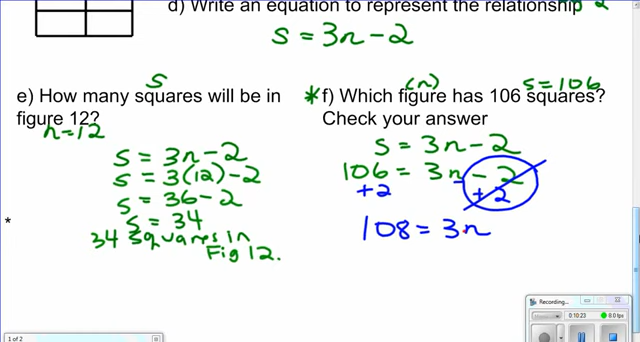 d) Write an equation to represent the relationship
s = 3n - 2
e) How many squares will be in
figure 12?
s
n=12
s = 3n - 2
s = 3(12) - 2
s = 36 - 2
s = 34
34 squares in
Fig 12.
*
*f) Which figure has 106 squares?
(n)
s=106
Check your answer
s = 3n - 2
106 = 3n - 2
+2 +2
108 = 3n
Recording...
0:10:23
8.0 fps
1 of 2